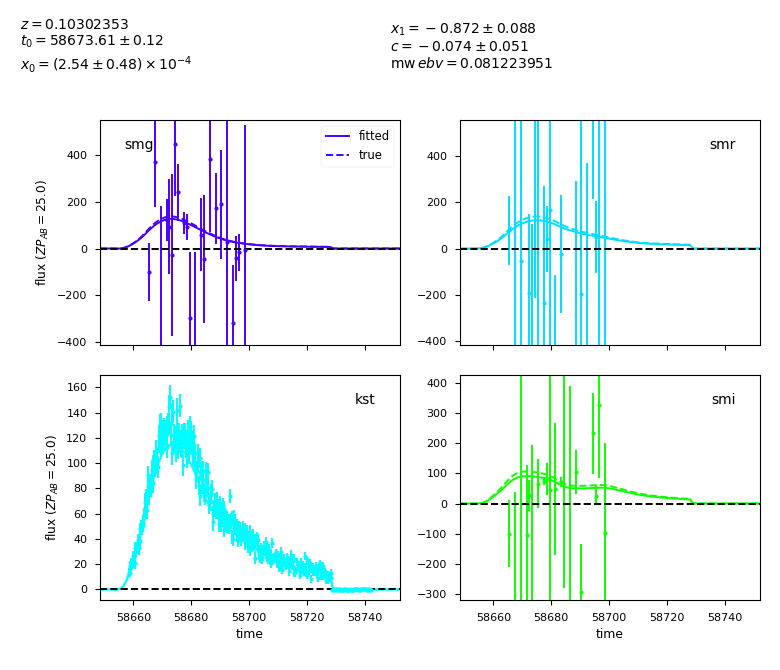 z = 0.10302353
t₀ = 58673.61 ± 0.12
x₀ = (2.54 ± 0.48) × 10⁻⁴
x₁ = −0.872 ± 0.088
c = −0.074 ± 0.051
mw ebv = 0.081223951
smg
fitted
true
400
200
0
−200
−400
flux (ZP_AB = 25.0)
smr
400
200
0
−200
−400
kst
160
140
120
100
80
60
40
20
0
flux (ZP_AB = 25.0)
58660 58680 58700 58720 58740
time
smi
400
300
200
100
0
−100
−200
−300
58660 58680 58700 58720 58740
time